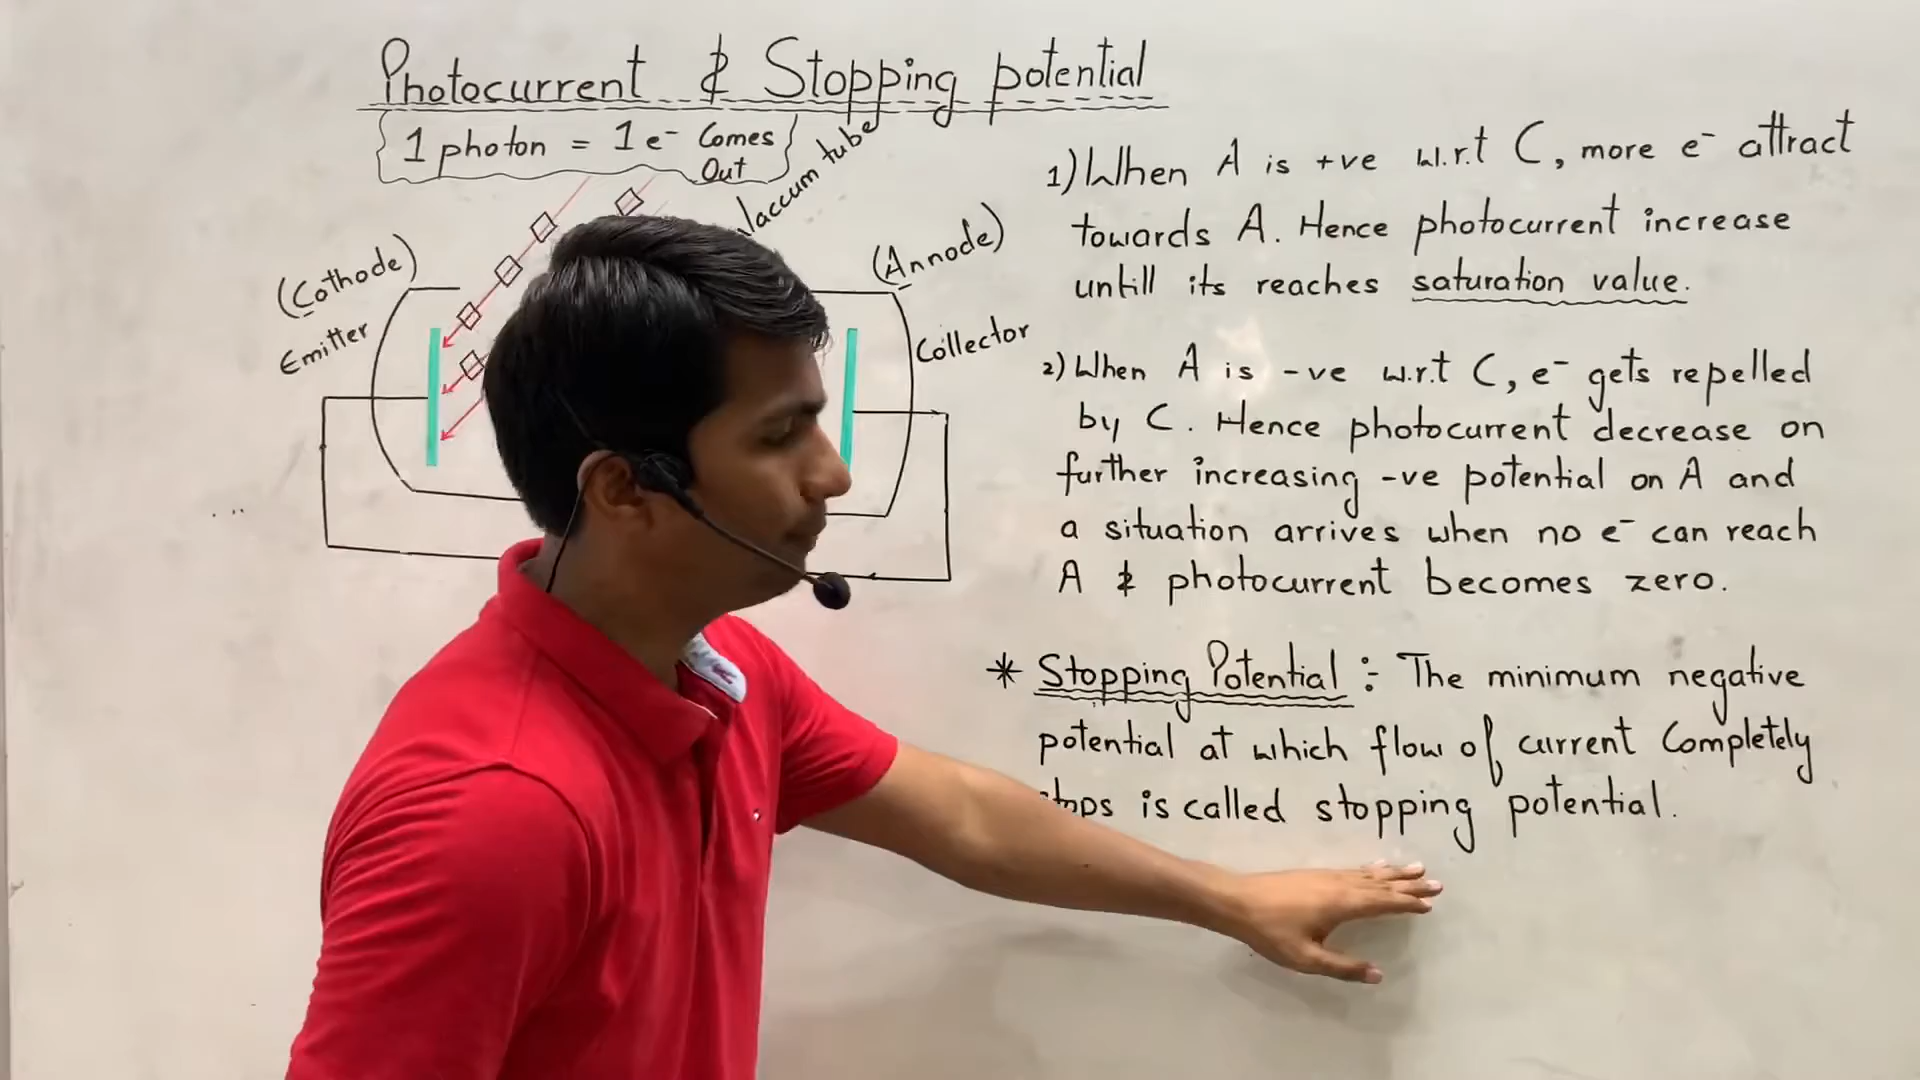 Photocurrent & Stopping potential
1 photon = 1 e⁻ Comes
Out
Vaccum tube
(Cothode)
Emitter
(Annode)
Collector
1) When A is +ve w.r.t C, more e⁻ attract
towards A. Hence photocurrent increase
untill its reaches saturation value.
2) When A is -ve w.r.t C, e⁻ gets repelled
by C. Hence photocurrent decrease on
further increasing -ve potential on A and
a situation arrives when no e⁻ can reach
A & photocurrent becomes zero.
* Stopping Potential :- The minimum negative
potential at which flow of current Completely
stops is called stopping potential.